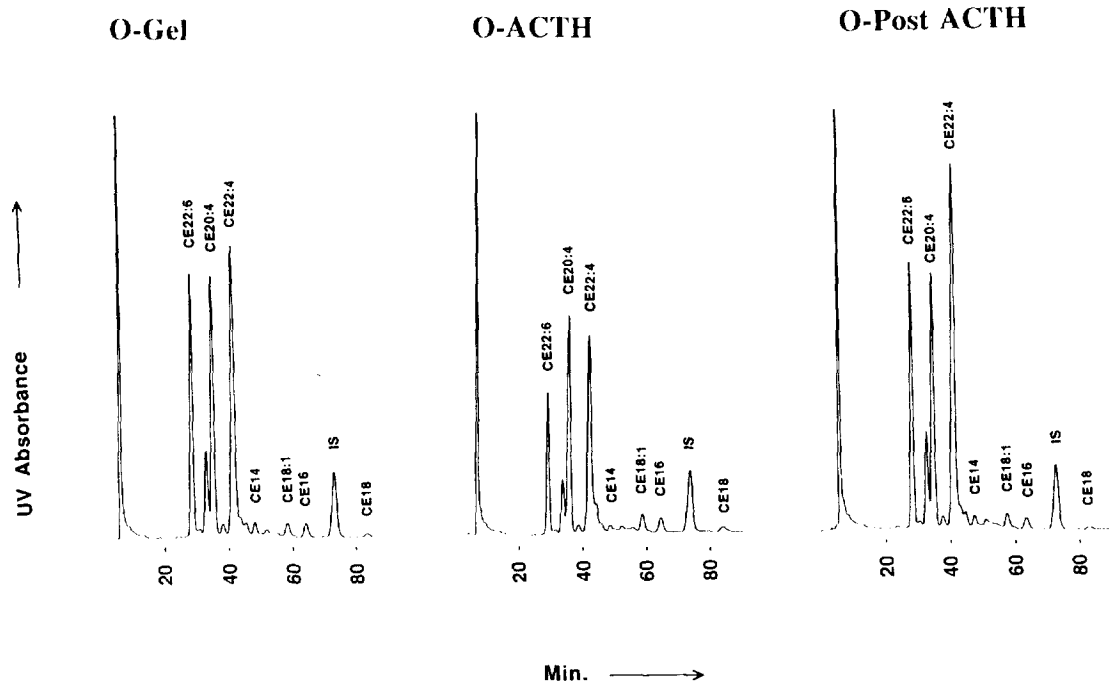 O-Gel
O-ACTH
O-Post ACTH
UV Absorbance
CE22:6
CE20:4
CE22:4
CE14
CE18:1
CE16
IS
CE18
20
40
60
80
CE22:6
CE20:4
CE22:4
CE14
CE18:1
CE16
IS
CE18
20
40
60
80
CE22:6
CE20:4
CE22:4
CE14
CE18:1
CE16
IS
CE18
20
40
60
80
Min.